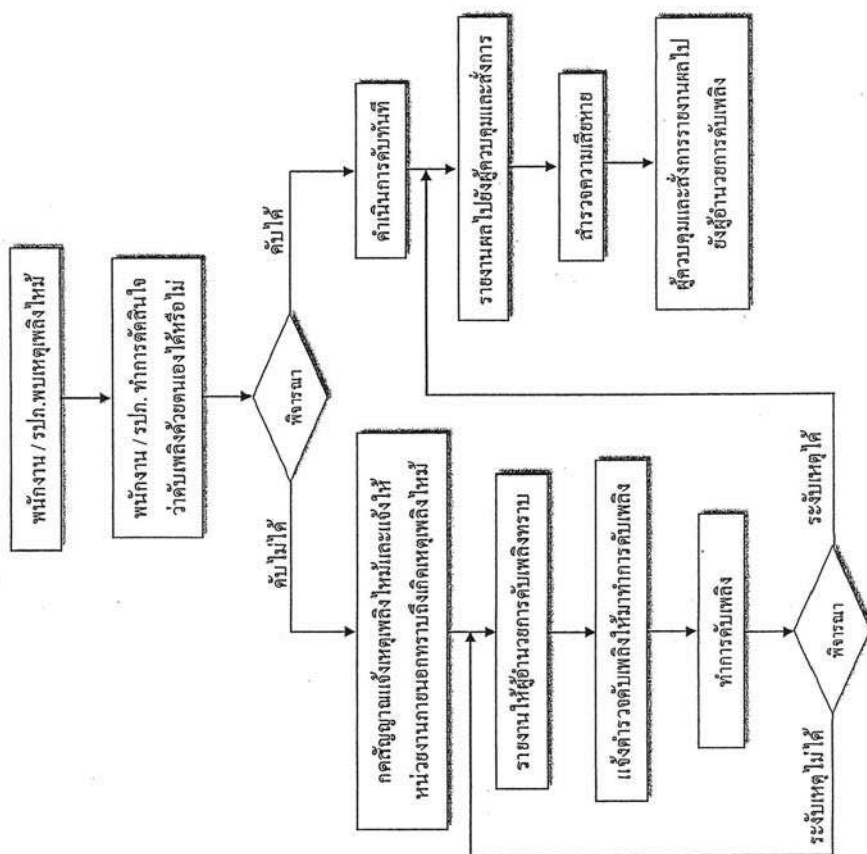 พนักงาน / รปภ.พบเหตุเพลิงไหม้
พนักงาน / รปภ. ทำการตัดสินใจ
ว่าดับเพลิงด้วยตนเองได้หรือไม่
พิจารณา
ดับไม่ได้
ดับได้
กดสัญญาณแจ้งเหตุเพลิงไหม้และแจ้งให้
หน่วยงานภายนอกทราบถึงเกิดเหตุเพลิงไหม้
รายงานให้ผู้อำนวยการดับเพลิงทราบ
แจ้งตำรวจดับเพลิงให้มาทำการดับเพลิง
ทำการดับเพลิง
พิจารณา
ระงับเหตุไม่ได้
ระงับเหตุได้
ดำเนินการดับทันที
รายงานผลไปยังผู้ควบคุมและสั่งการ
สำรวจความเสียหาย
ผู้ควบคุมและสั่งการรายงานผลไป
ยังผู้อำนวยการดับเพลิง